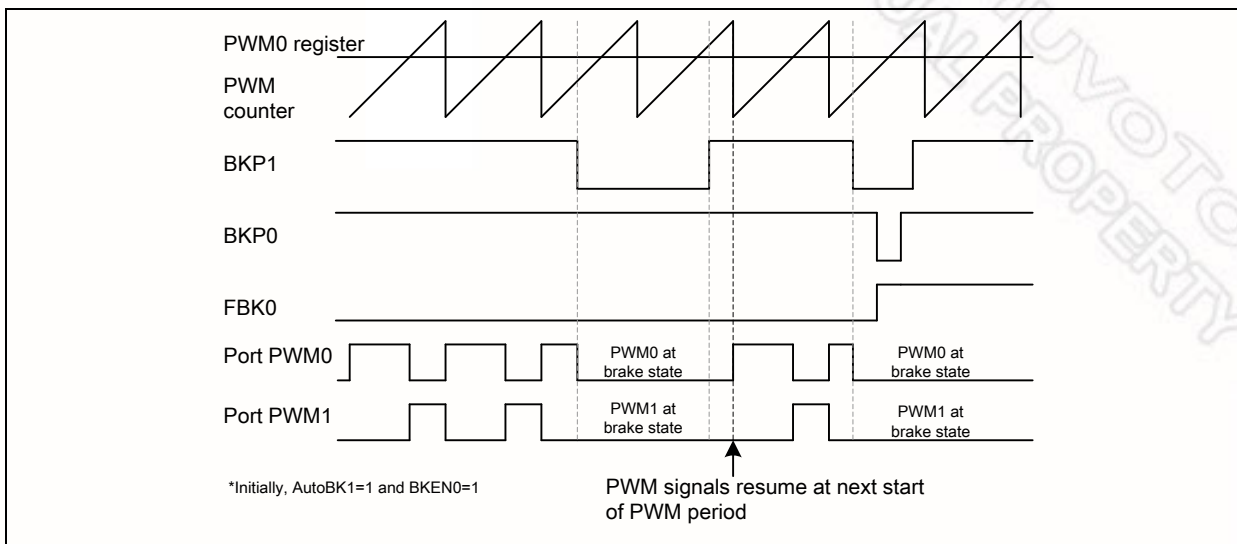 PWM0 register
PWM
counter
BKP1
BKP0
FBK0
Port PWM0
PWM0 at
brake state
PWM0 at
brake state
Port PWM1
PWM1 at
brake state
PWM1 at
brake state
*Initially, AutoBK1=1 and BKEN0=1
PWM signals resume at next start
of PWM period